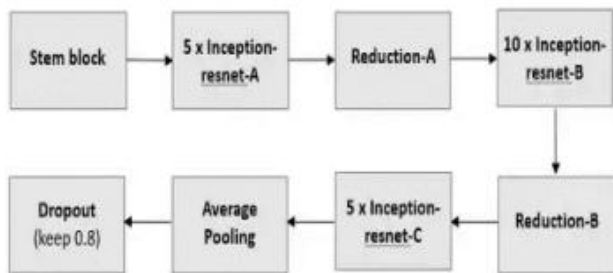 Stem block
5 x Inception-
resnet-A
Reduction-A
10 x Inception-
resnet-B
Reduction-B
5 x Inception-
resnet-C
Average
Pooling
Dropout
(keep 0.8)